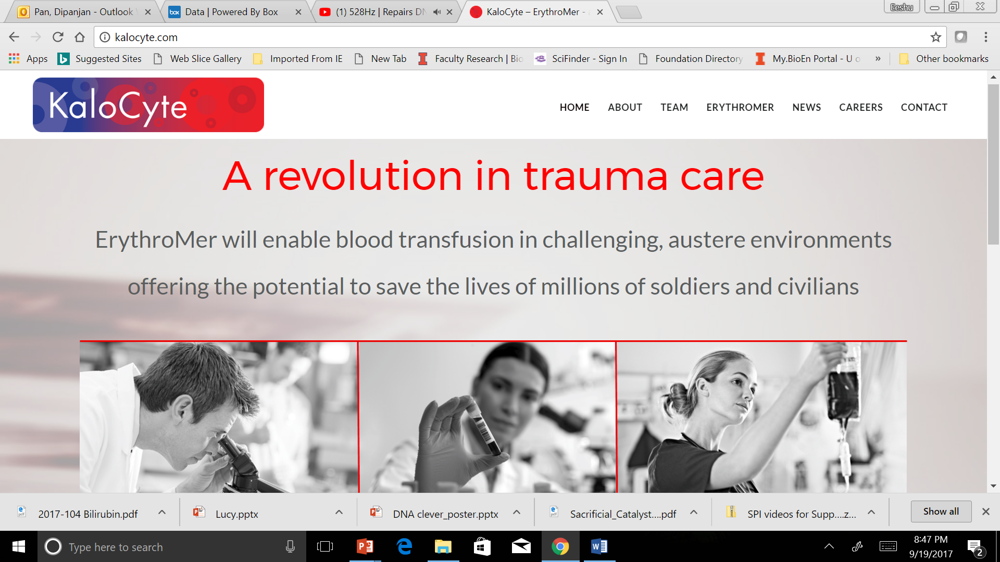 Pan, Dipanjan - Outlook
Data | Powered By Box
(1) 528Hz | Repairs DN
KaloCyte – ErythroMer -
Eeshu
kalocyte.com
Apps
Suggested Sites
Web Slice Gallery
Imported From IE
New Tab
Faculty Research | Bio
SciFinder - Sign In
Foundation Directory
My.BioEn Portal - U o
»
Other bookmarks
KaloCyte
HOME
ABOUT
TEAM
ERYTHROMER
NEWS
CAREERS
CONTACT
A revolution in trauma care
ErythroMer will enable blood transfusion in challenging, austere environments
offering the potential to save the lives of millions of soldiers and civilians
2017-104 Bilirubin.pdf
Lucy.pptx
DNA clever_poster.pptx
Sacrificial_Catalyst....pdf
SPI videos for Supp....z...
Show all
Type here to search
8:47 PM
9/19/2017
2